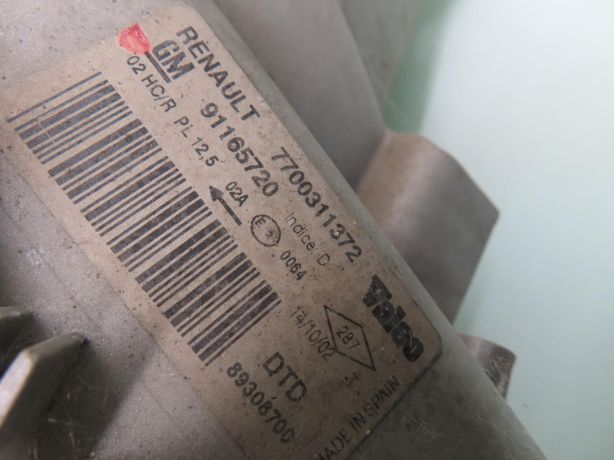 RENAULT 7700311372
GM 91165720 Indice. D
02 HC/R PL 12,5 02A 0064
Valeo
287
14/10/02
DTD
89308700
MADE IN SPAIN